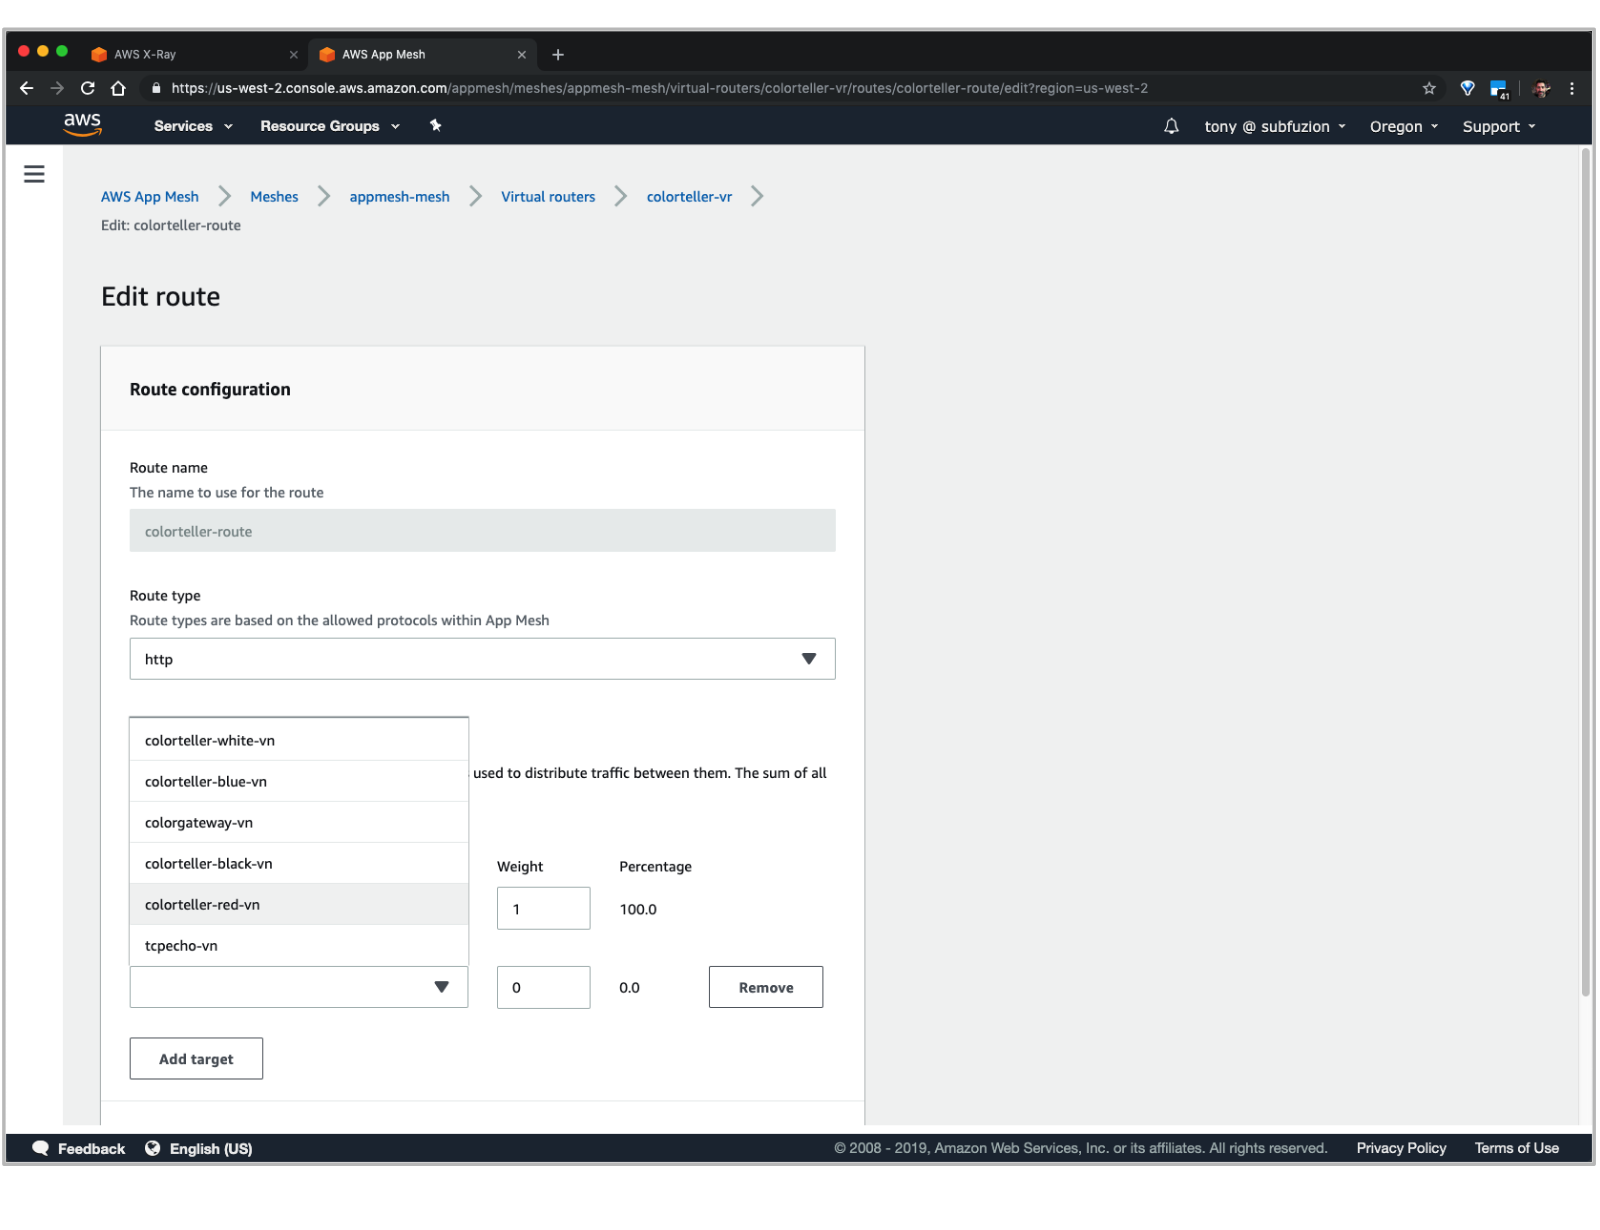 AWS X-Ray
AWS App Mesh
https://us-west-2.console.aws.amazon.com/appmesh/meshes/appmesh-mesh/virtual-routers/colorteller-vr/routes/colorteller-route/edit?region=us-west-2
41
aws
Services
Resource Groups
tony @ subfuzion
Oregon
Support
AWS App Mesh
Meshes
appmesh-mesh
Virtual routers
colorteller-vr
Edit: colorteller-route
Edit route
Route configuration
Route name
The name to use for the route
colorteller-route
Route type
Route types are based on the allowed protocols within App Mesh
http
colorteller-white-vn
used to distribute traffic between them. The sum of all
colorteller-blue-vn
colorgateway-vn
colorteller-black-vn
colorteller-red-vn
tcpecho-vn
Weight
Percentage
1
100.0
0
0.0
Remove
Add target
Feedback
English (US)
© 2008 - 2019, Amazon Web Services, Inc. or its affiliates. All rights reserved.
Privacy Policy
Terms of Use